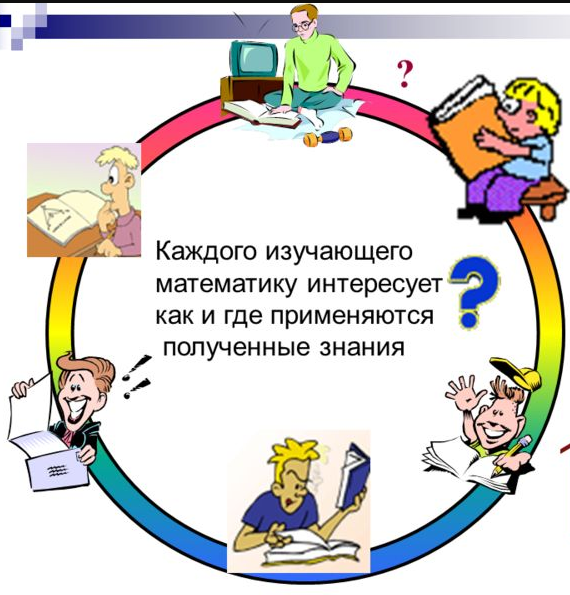 ?
Каждого изучающего
математику интересует ?
как и где применяются
полученные знания